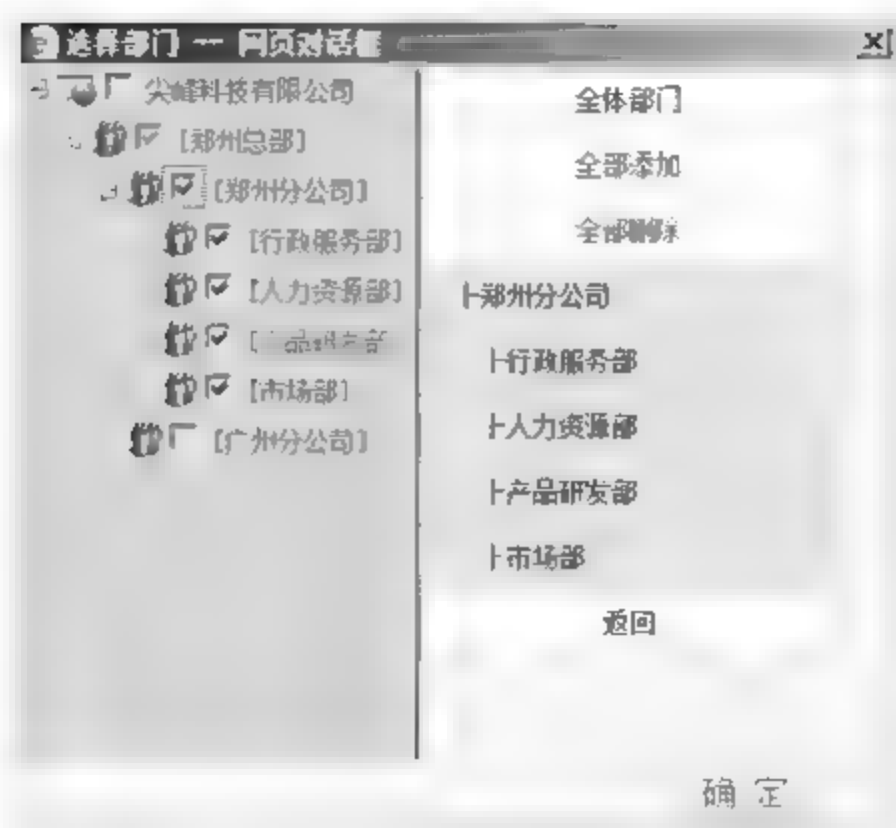 选择部门 -- 网页对话框
尖峰科技有限公司
[郑州总部]
[郑州分公司]
[行政服务部]
[人力资源部]
[市场部]
[广州分公司]
全体部门
全部添加
全部删除
├郑州分公司
├行政服务部
├人力资源部
├产品研发部
├市场部
返回
确 定